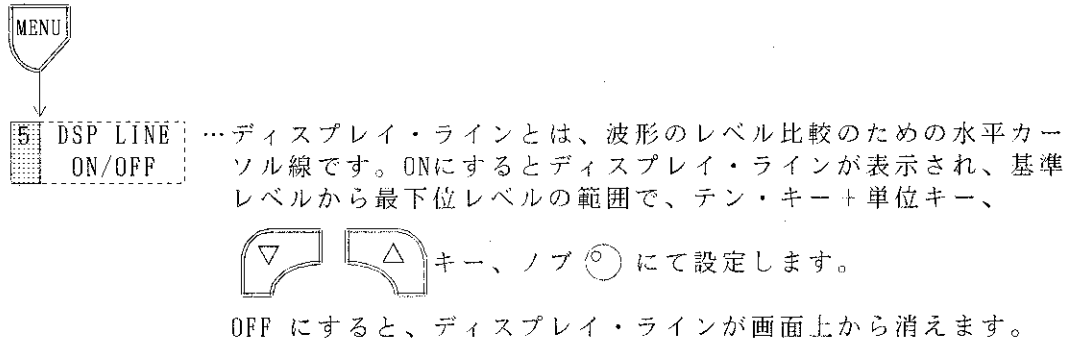 MENU
5 DSP LINE …ディスプレイ・ラインとは、波形のレベル比較のための水平カー
ON/OFF ソル線です。ONにするとディスプレイ・ラインが表示され、基準
レベルから最下位レベルの範囲で、テン・キー+単位キー、
▽ △ キー、ノブ にて設定します。
OFF にすると、ディスプレイ・ラインが画面上から消えます。